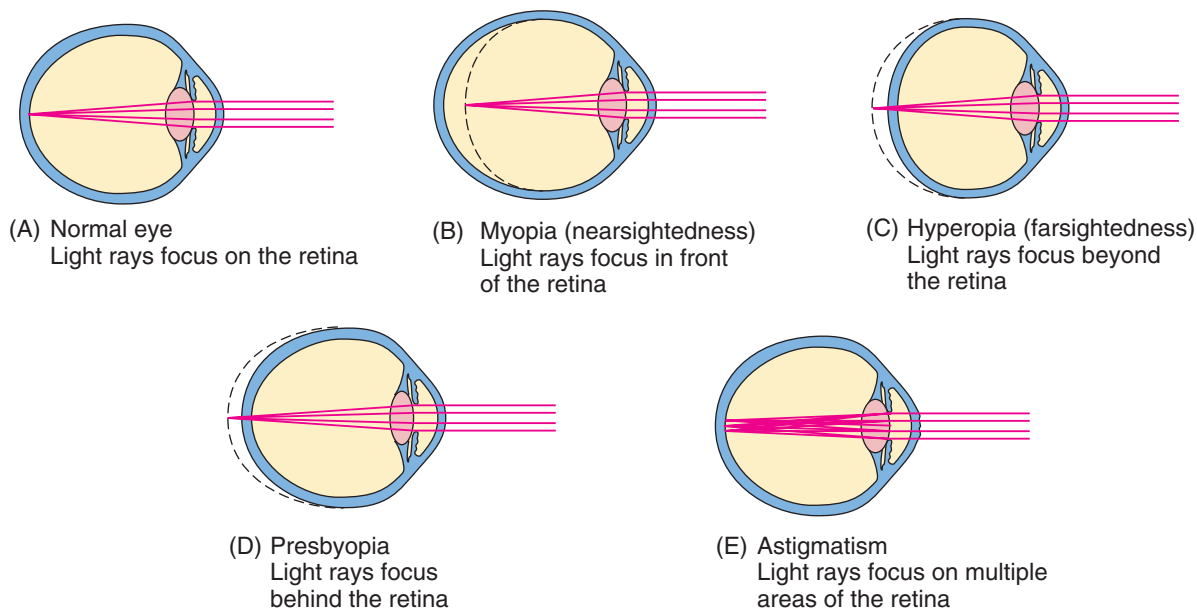 (A) Normal eye
Light rays focus on the retina
(B) Myopia (nearsightedness)
Light rays focus in front
of the retina
(C) Hyperopia (farsightedness)
Light rays focus beyond
the retina
(D) Presbyopia
Light rays focus
behind the retina
(E) Astigmatism
Light rays focus on multiple
areas of the retina